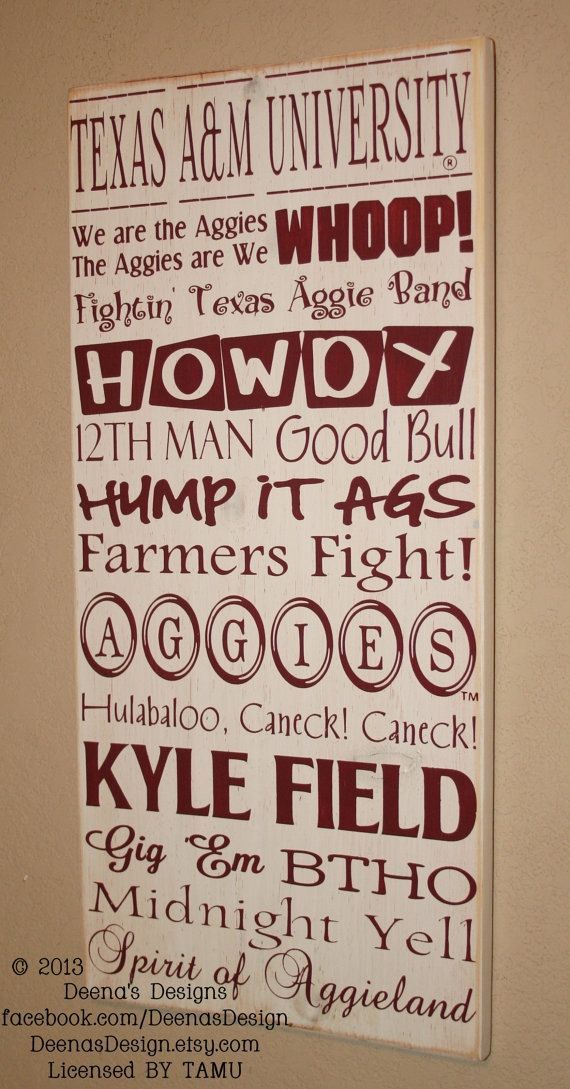 TEXAS A&M UNIVERSITY®
We are the Aggies
The Aggies are We
WHOOP!
Fightin' Texas Aggie Band
HOWDY
12TH MAN Good Bull
HUMP iT AGS
Farmers Fight!
AGGIES™
Hulabaloo, Caneck! Caneck!
KYLE FIELD
Gig 'Em BTHO
Midnight Yell
Spirit of Aggieland
© 2013
Deena's Designs
facebook.com/DeenasDesign
DeenasDesign.etsy.com
Licensed BY TAMU